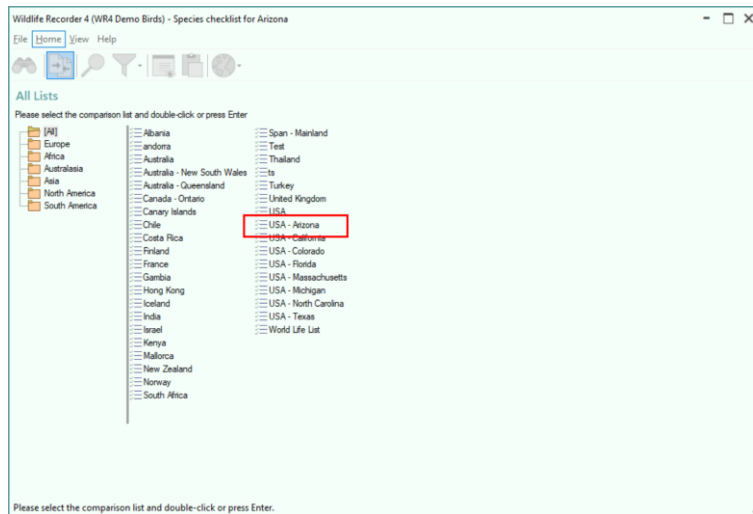 Wildlife Recorder 4 (WR4 Demo Birds) - Species checklist for Arizona
File Home View Help
All Lists
Please select the comparison list and double-click or press Enter
[All]
Europe
Africa
Australasia
Asia
North America
South America
Albania
andorra
Australia
Australia - New South Wales
Australia - Queensland
Canada - Ontario
Canary Islands
Chile
Costa Rica
Finland
France
Gambia
Hong Kong
Iceland
India
Israel
Kenya
Mallorca
New Zealand
Norway
South Africa
Span - Mainland
Test
Thailand
ts
Turkey
United Kingdom
USA
USA - Arizona
USA - California
USA - Colorado
USA - Florida
USA - Massachusetts
USA - Michigan
USA - North Carolina
USA - Texas
World Life List
Please select the comparison list and double-click or press Enter.